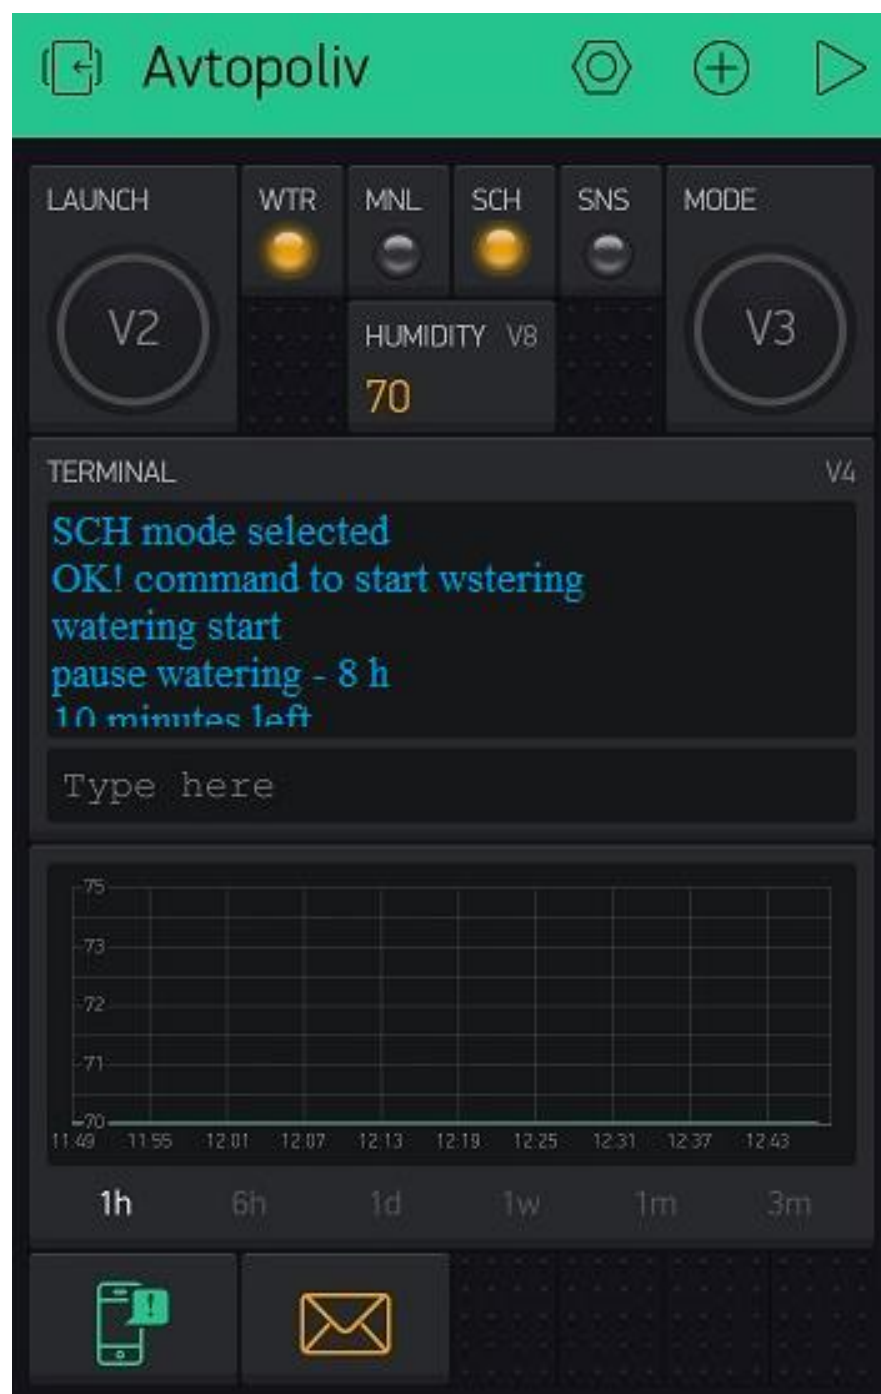 Avtopoliv
LAUNCH WTR MNL SCH SNS MODE
V2 V3
HUMIDITY V8
70
TERMINAL V4
SCH mode selected
OK! command to start wstering
watering start
pause watering - 8 h
10 minutes left
Type here
75
73
72
71
70
11:49 11:55 12:01 12:07 12:13 12:19 12:25 12:31 12:37 12:43
1h 6h 1d 1w 1m 3m